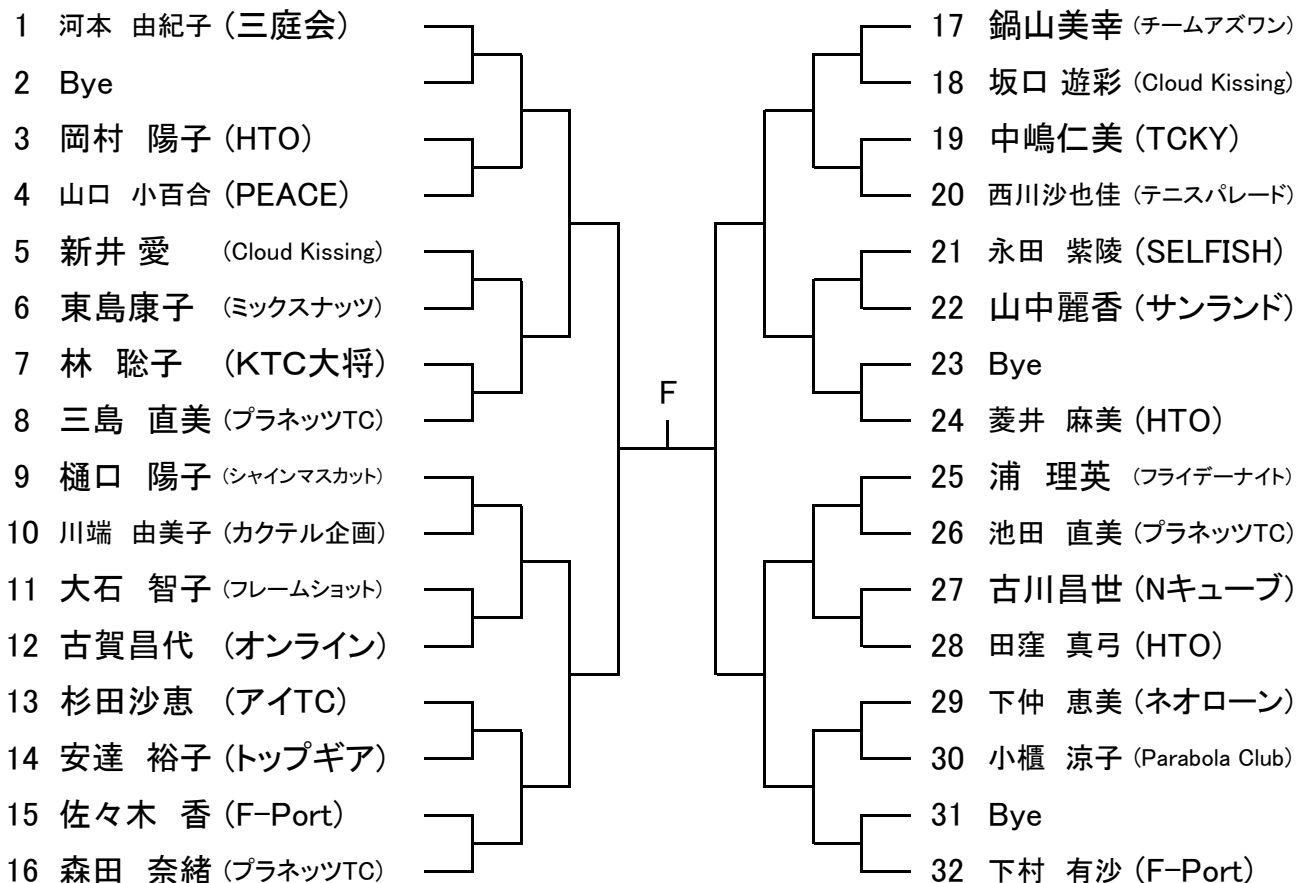 1 河本 由紀子 (三庭会)
2 Bye
3 岡村 陽子 (HTO)
4 山口 小百合 (PEACE)
5 新井 愛 (Cloud Kissing)
6 東島康子 (ミックスナッツ)
7 林 聡子 (KTC大将)
8 三島 直美 (プラネッツTC)
9 樋口 陽子 (シャインマスカット)
10 川端 由美子 (カクテル企画)
11 大石 智子 (フレームショット)
12 古賀昌代 (オンライン)
13 杉田沙恵 (アイTC)
14 安達 裕子 (トップギア)
15 佐々木 香 (F-Port)
16 森田 奈緒 (プラネッツTC)
F
17 鍋山美幸 (チームアズワン)
18 坂口 遊彩 (Cloud Kissing)
19 中嶋仁美 (TCKY)
20 西川沙也佳 (テニスパレード)
21 永田 紫陵 (SELFISH)
22 山中麗香 (サンランド)
23 Bye
24 菱井 麻美 (HTO)
25 浦 理英 (フライデーナイト)
26 池田 直美 (プラネッツTC)
27 古川昌世 (Nキューブ)
28 田窪 真弓 (HTO)
29 下仲 恵美 (ネオローン)
30 小櫃 涼子 (Parabola Club)
31 Bye
32 下村 有沙 (F-Port)